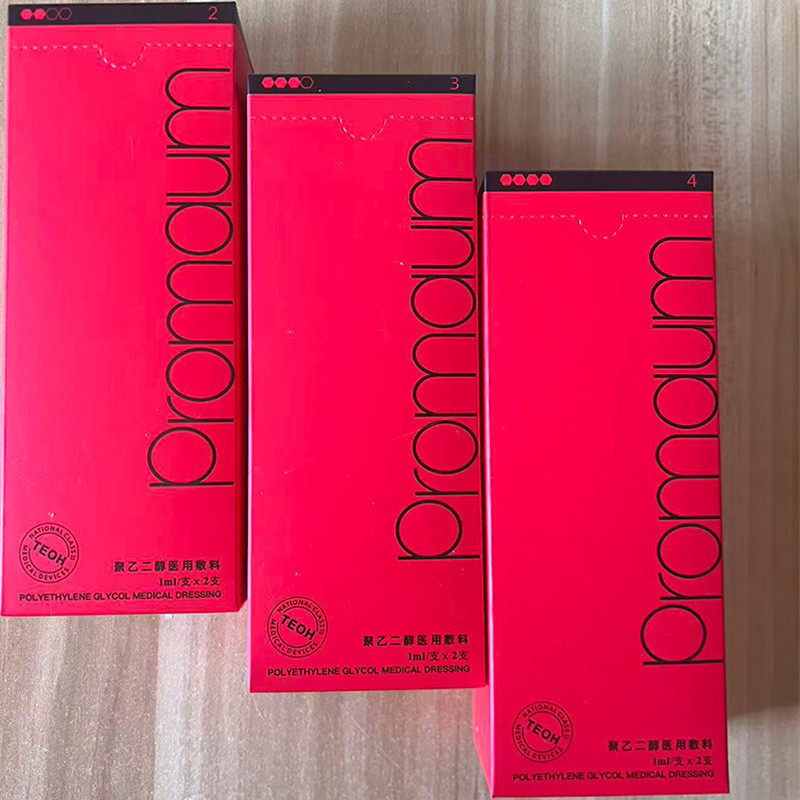 2
promaum
NATIONAL CLASS II
TEOH
MEDICAL DEVICES
聚乙二醇医用敷料
1ml/支 x 2支
POLYETHYLENE GLYCOL MEDICAL DRESSING
3
promaum
NATIONAL CLASS II
TEOH
MEDICAL DEVICES
聚乙二醇医用敷料
1ml/支 x 2支
POLYETHYLENE GLYCOL MEDICAL DRESSING
4
promaum
NATIONAL CLASS II
TEOH
MEDICAL DEVICES
聚乙二醇医用敷料
1ml/支 x 2支
POLYETHYLENE GLYCOL MEDICAL DRESSING